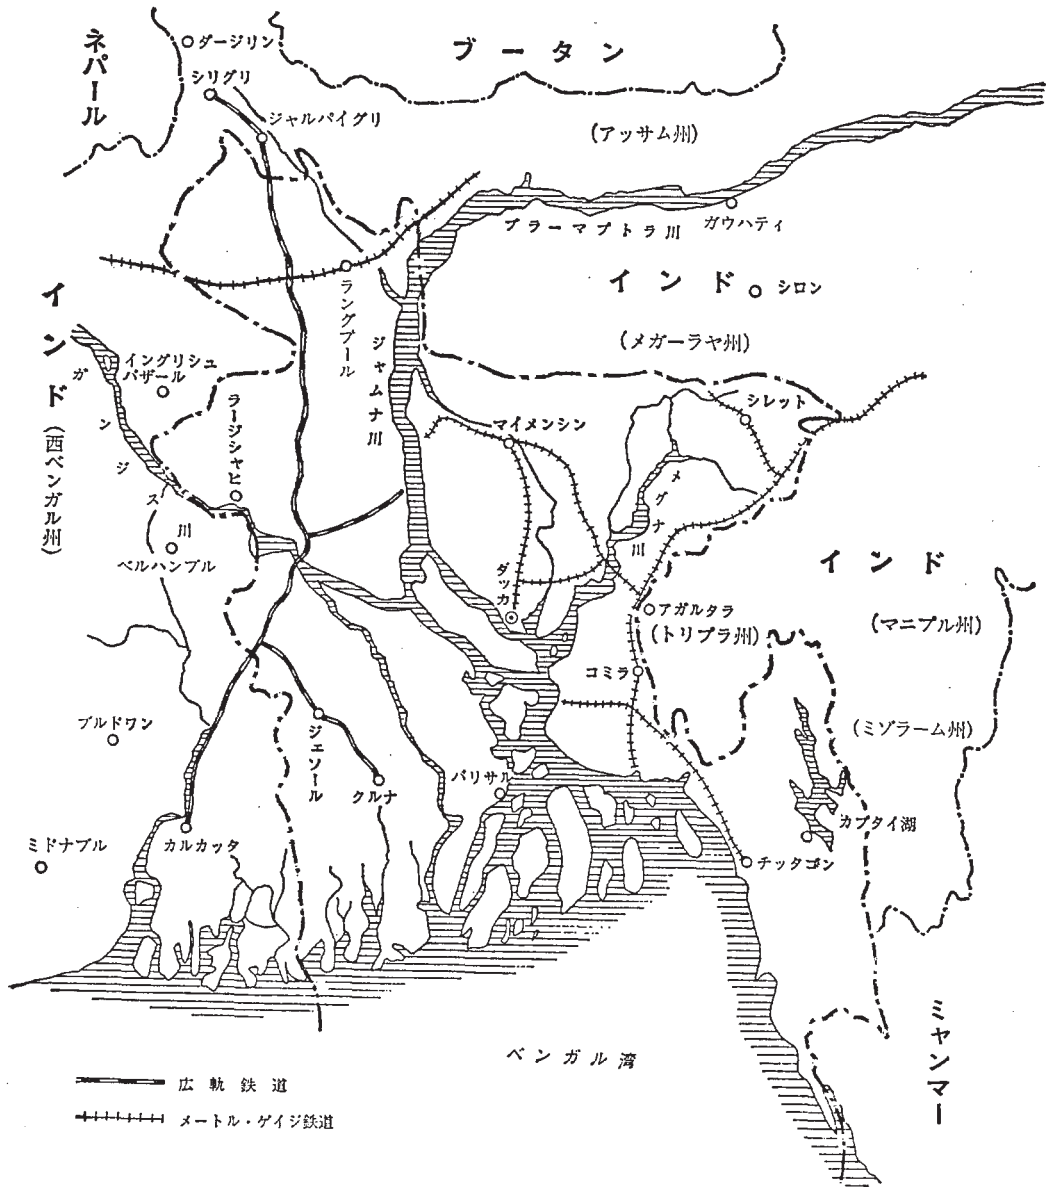 ネパール
ダージリン
ブータン
シリグリ
ジャルパイグリ
(アッサム州)
ブラーマプトラ川
ガウハティ
インド
シロン
(メガーラヤ州)
ラングプール
ジャムナ川
インド(西ベンガル州)
ガンジス川
イングリシュ
バザール
ラージシャヒ
マイメンシン
シレット
メグナ川
ベルハンプル
ダッカ
アガルタラ
(トリプラ州)
インド
(マニプル州)
コミラ
ブルドワン
ジェソール
クルナ
バリサル
(ミゾラーム州)
カプタイ湖
ミドナプル
カルカッタ
チッタゴン
ベンガル湾
ミャンマー
広軌鉄道
メートル・ゲイジ鉄道